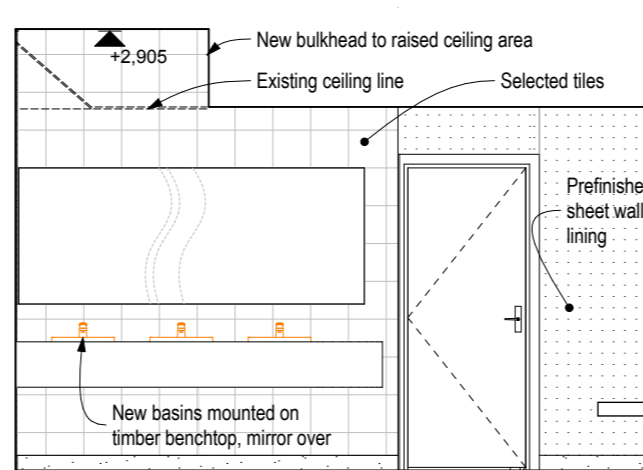 New bulkhead to raised ceiling area
+2,905
Existing ceiling line
Selected tiles
sheet wall
lining
New basins mounted on
timber benchtop, mirror over